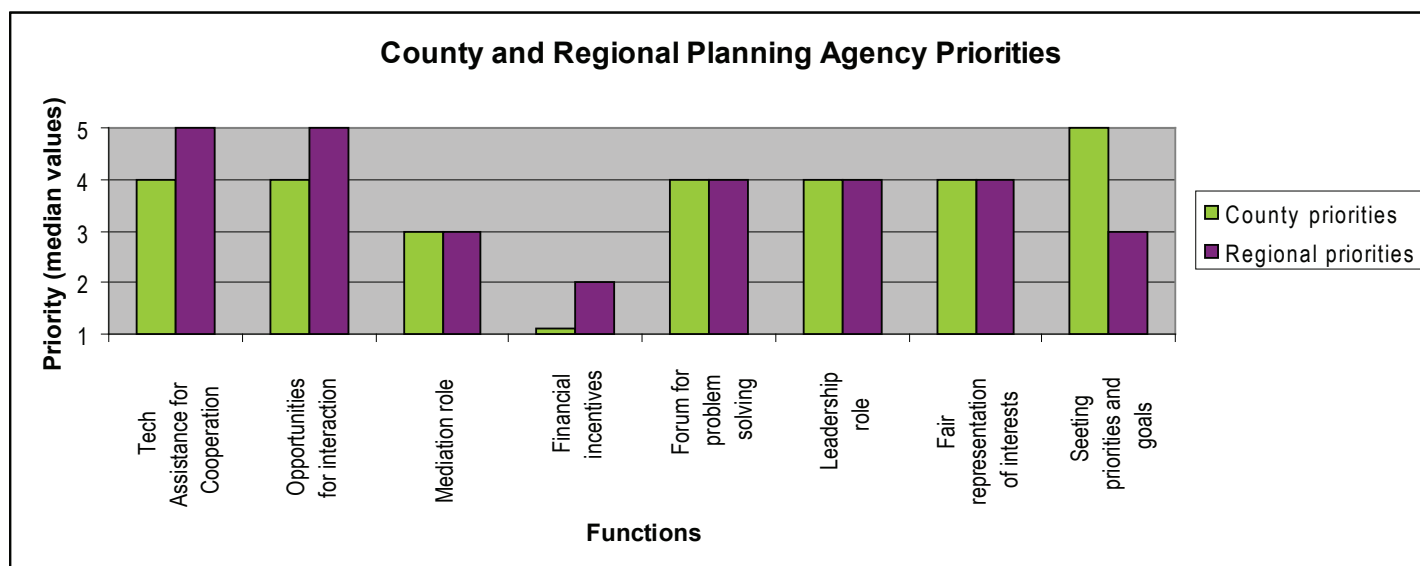 County and Regional Planning Agency Priorities
Priority (median values)
5
4
3
2
1
Tech
Assistance for
Cooperation
Opportunities
for interaction
Mediation role
Financial
incentives
Forum for
problem
solving
Leadership
role
Fair
representation
of interests
Seeting
priorities and
goals
Functions
County priorities
Regional priorities